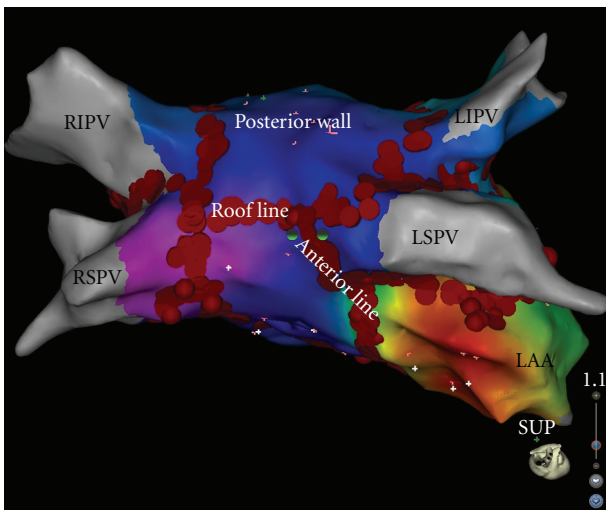 RIPV
Posterior wall
LIPV
Roof line
LSPV
RSPV
Anterior line
LAA
1.1
SUP